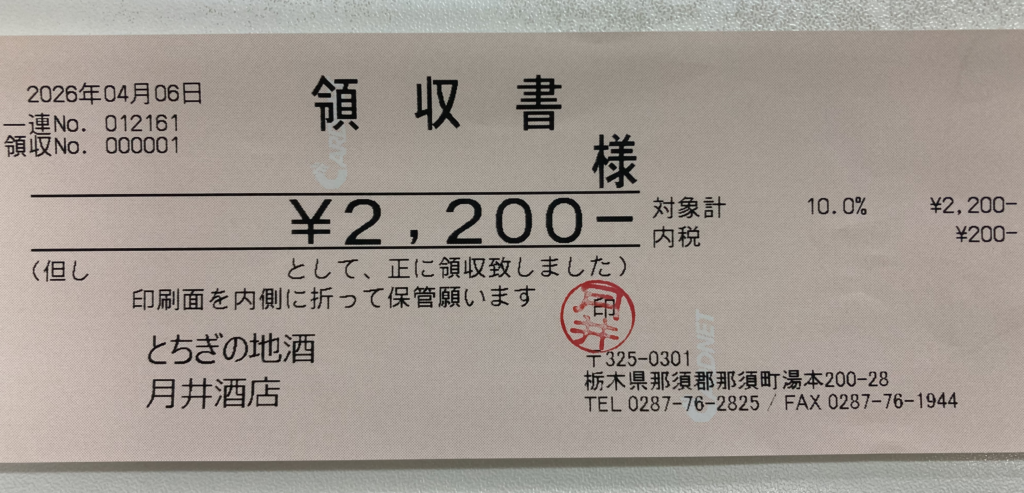 2026年04月06日
領 収 書
一連No. 012161
領収No. 000001
様
¥2,200−
対象計 10.0% ¥2,200−
内税 ¥200−
(但し として、正に領収致しました)
印刷面を内側に折って保管願います
印
月井
とちぎの地酒
月井酒店
〒325-0301
栃木県那須郡那須町湯本200-28
TEL 0287-76-2825 / FAX 0287-76-1944
CARDNET